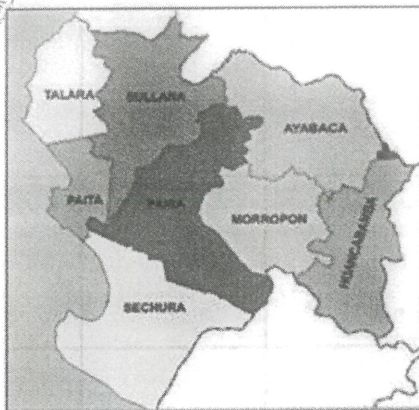 TALARA
SULLANA
AYABACA
PAITA
PIURA
MORROPON
HUANCABAMBA
SECHURA